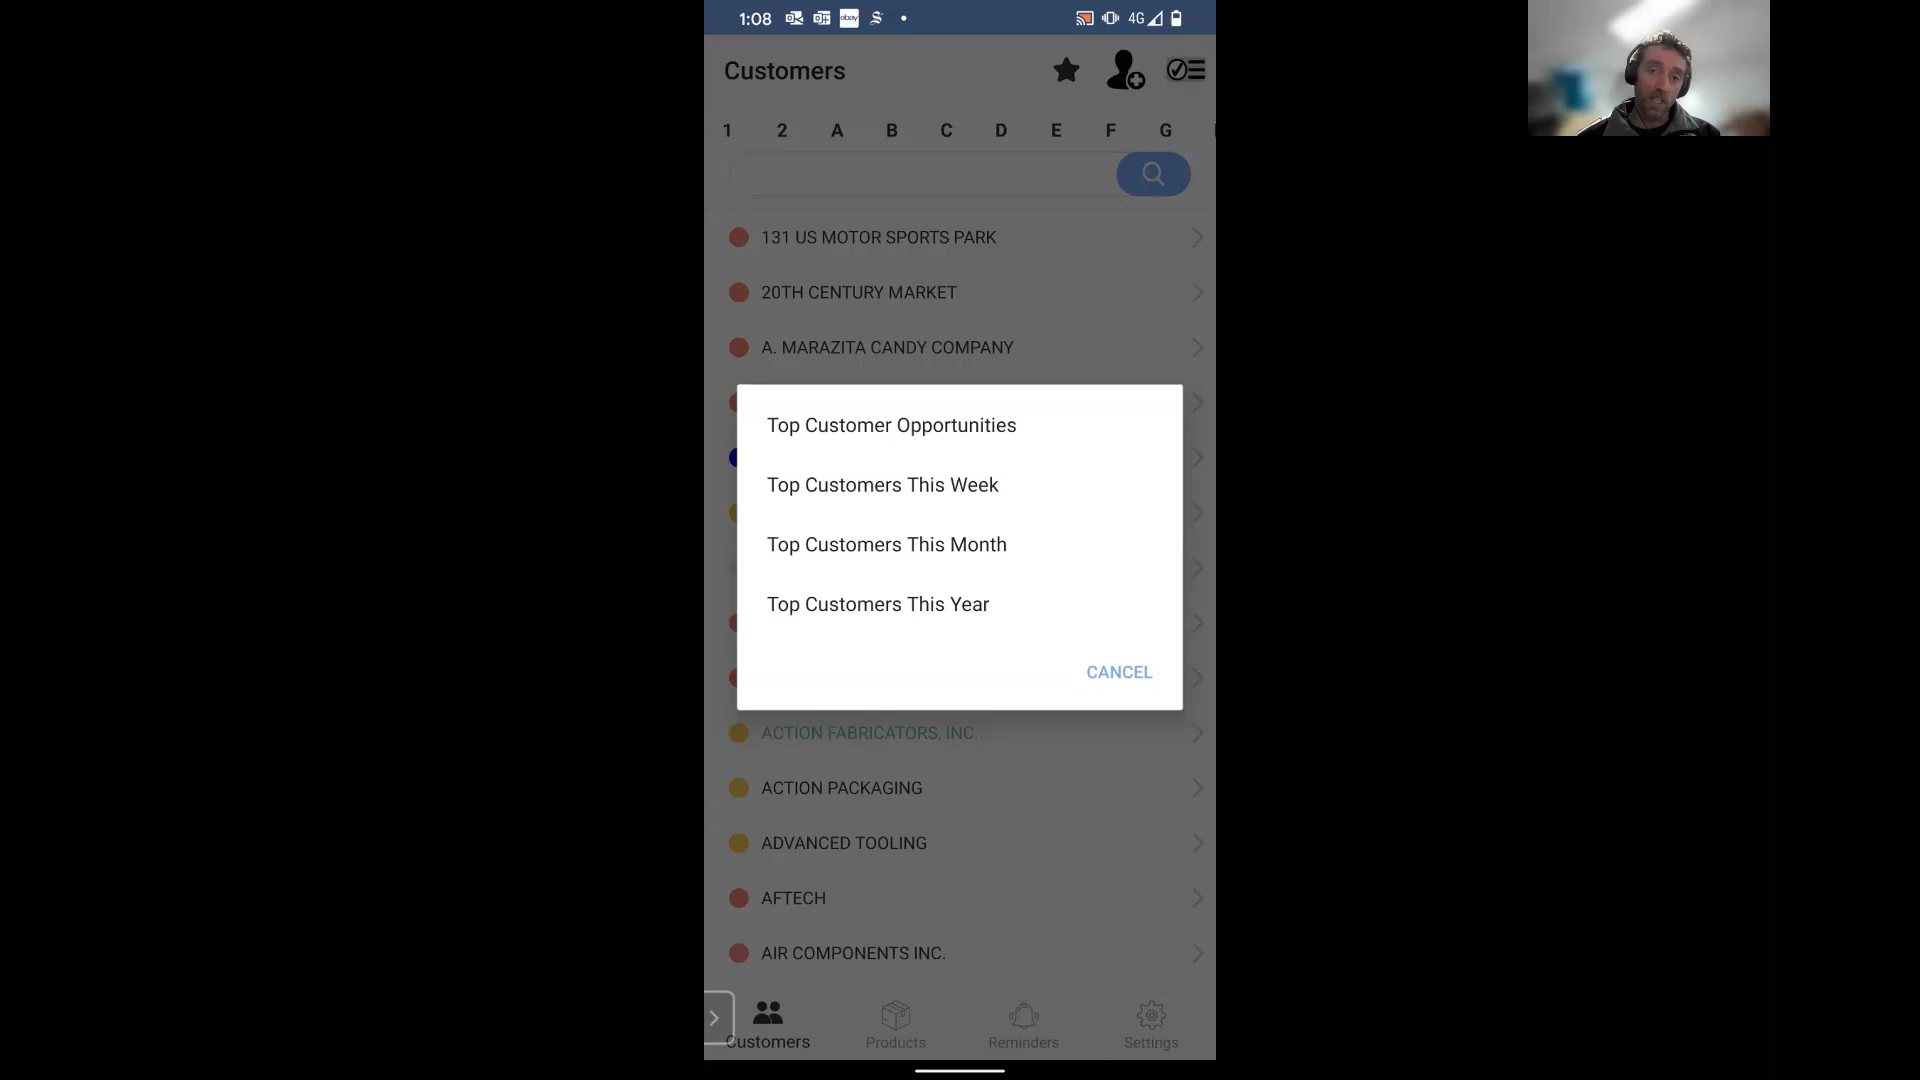 1:08 ebay 4G
Customers
1 2 A B C D E F G
131 US MOTOR SPORTS PARK
20TH CENTURY MARKET
A. MARAZITA CANDY COMPANY
Top Customer Opportunities
Top Customers This Week
Top Customers This Month
Top Customers This Year
CANCEL
ACTION FABRICATORS, INC.
ACTION PACKAGING
ADVANCED TOOLING
AFTECH
AIR COMPONENTS INC.
Customers Products Reminders Settings